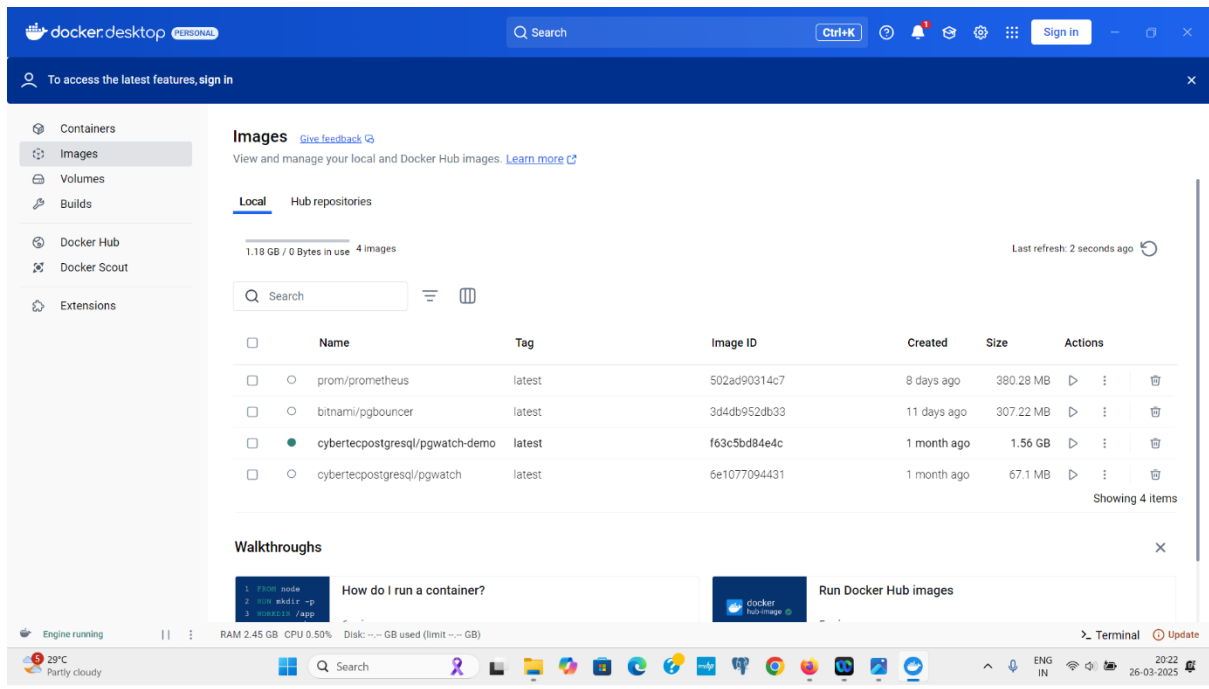 docker.desktop PERSONAL
Search Ctrl+K
1
Sign in
To access the latest features, sign in
Containers
Images
Volumes
Builds
Docker Hub
Docker Scout
Extensions
Images Give feedback
View and manage your local and Docker Hub images. Learn more
Local Hub repositories
1.18 GB / 0 Bytes in use 4 images
Last refresh: 2 seconds ago
Search
Name Tag Image ID Created Size Actions
prom/prometheus latest 502ad90314c7 8 days ago 380.28 MB
bitnami/pgbouncer latest 3d4db952db33 11 days ago 307.22 MB
cybertecpostgresql/pgwatch-demo latest f63c5bd84e4c 1 month ago 1.56 GB
cybertecpostgresql/pgwatch latest 6e1077094431 1 month ago 67.1 MB
Showing 4 items
Walkthroughs
1 FROM node
2 RUN mkdir -p
3 WORKDIR /app
How do I run a container?
docker
hub-image
Run Docker Hub images
Engine running
RAM 2.45 GB CPU 0.50% Disk: --.-- GB used (limit --.-- GB)
Terminal Update
5
29°C
Partly cloudy
Search
ENG
IN
20:22
26-03-2025